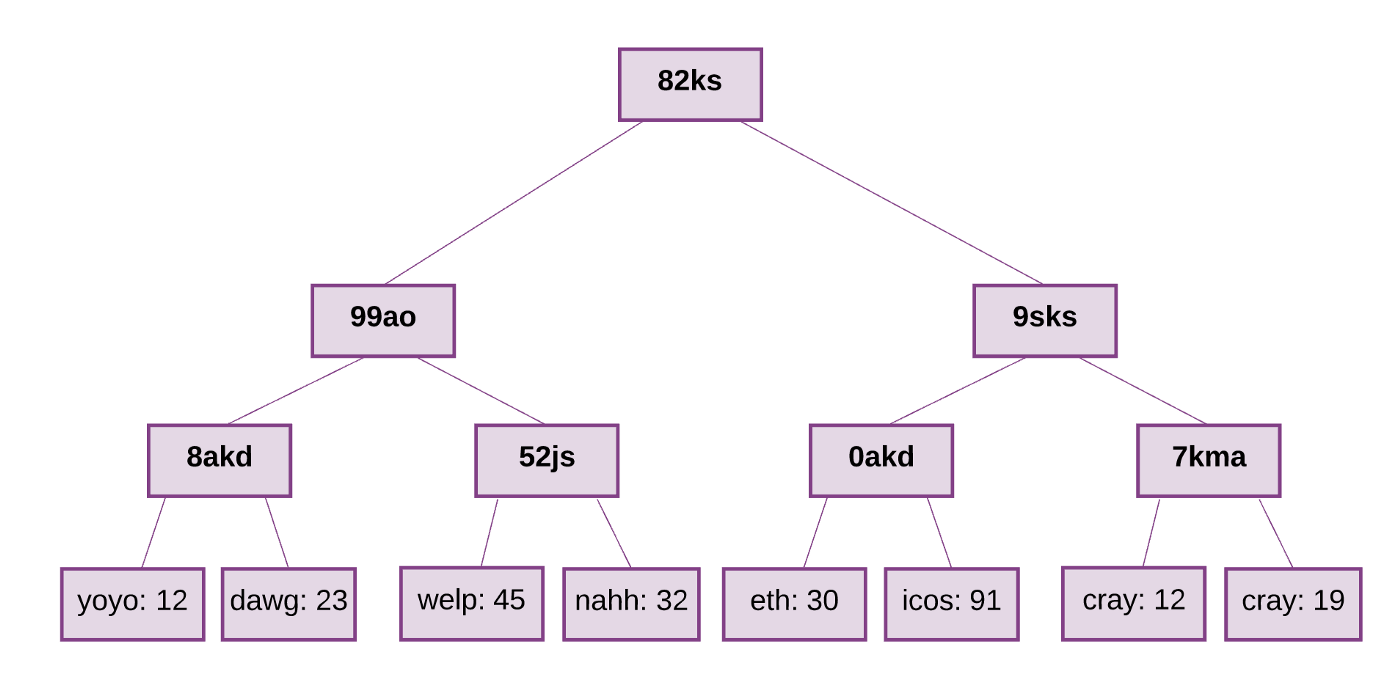 82ks
99ao
9sks
8akd
52js
0akd
7kma
yoyo: 12
dawg: 23
welp: 45
nahh: 32
eth: 30
icos: 91
cray: 12
cray: 19